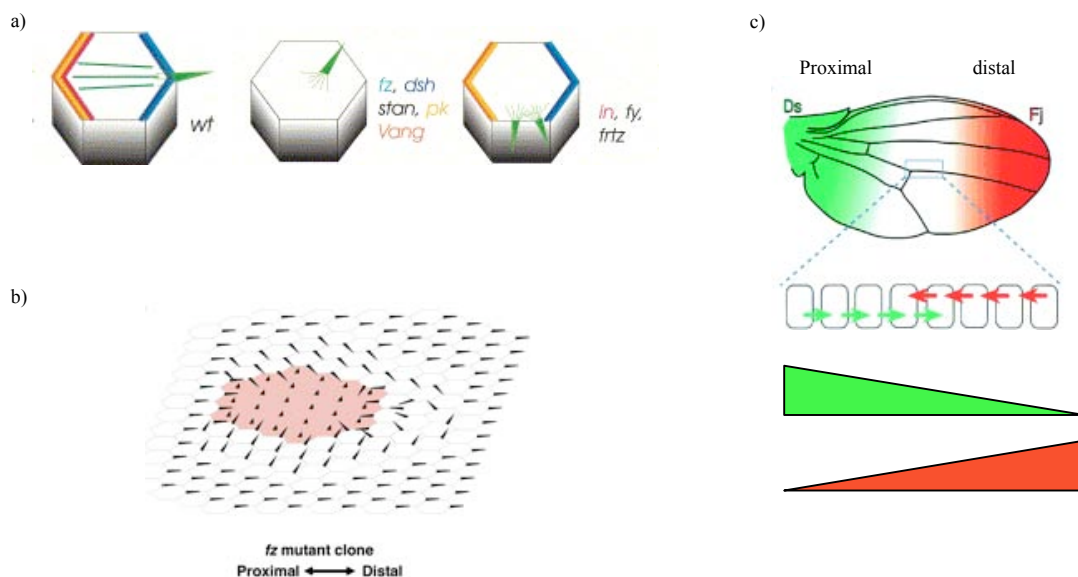 a)
wt
fz, dsh
stan, pk
Vang
In, fy,
frtz
b)
fz mutant clone
Proximal Distal
c)
Proximal distal
Ds
Fj